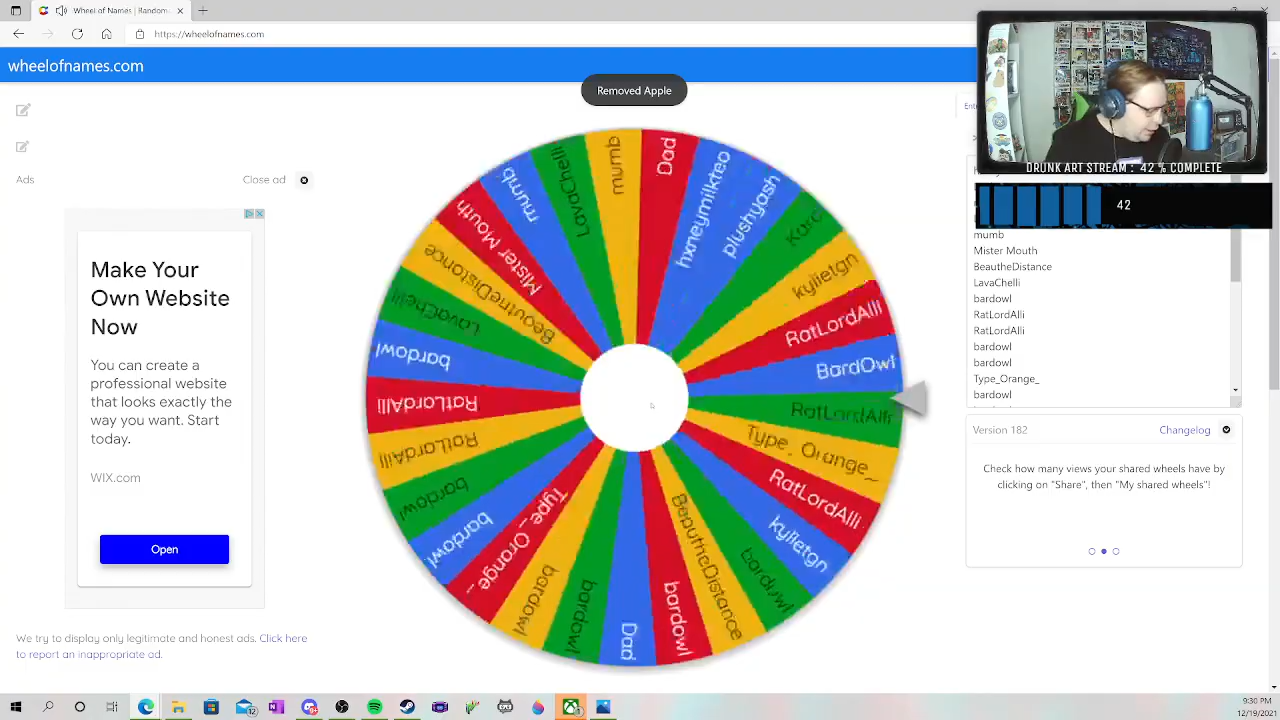 Wheel of Names | Random
https://wheelofnames.com
wheelofnames.com
Removed Apple
Ads
Close ad
Make Your
Own Website
Now
You can create a
professional website
that looks exactly the
way you want. Start
today.
WIX.com
Open
We try to display only legitimate and honest ads. Click here
to report an inappropriate ad.
Dad
hxneymilkteo
plushyash
Karo
kylietgn
RatLordAlli
BardOwl
RatLordAlli
Type_Orange_
RatLordAlli
kylietgn
bardowl
BeautheDistance
bardowl
Dad
bardowl
bardowl
Type_Orange_
bardowl
bardowl
RatLordAlli
RatLordAlli
bardowl
LavaChelli
BeautheDistance
Mister Mouth
mumb
LavaChelli
mumb
DRUNK ART STREAM : 42 % COMPLETE
42
mumb
Mister Mouth
BeautheDistance
LavaChelli
bardowl
RatLordAlli
RatLordAlli
bardowl
bardowl
Type_Orange_
bardowl
Version 182
Changelog
Check how many views your shared wheels have by
clicking on "Share", then "My shared wheels"!
12
9:30 PM
12/19/2021